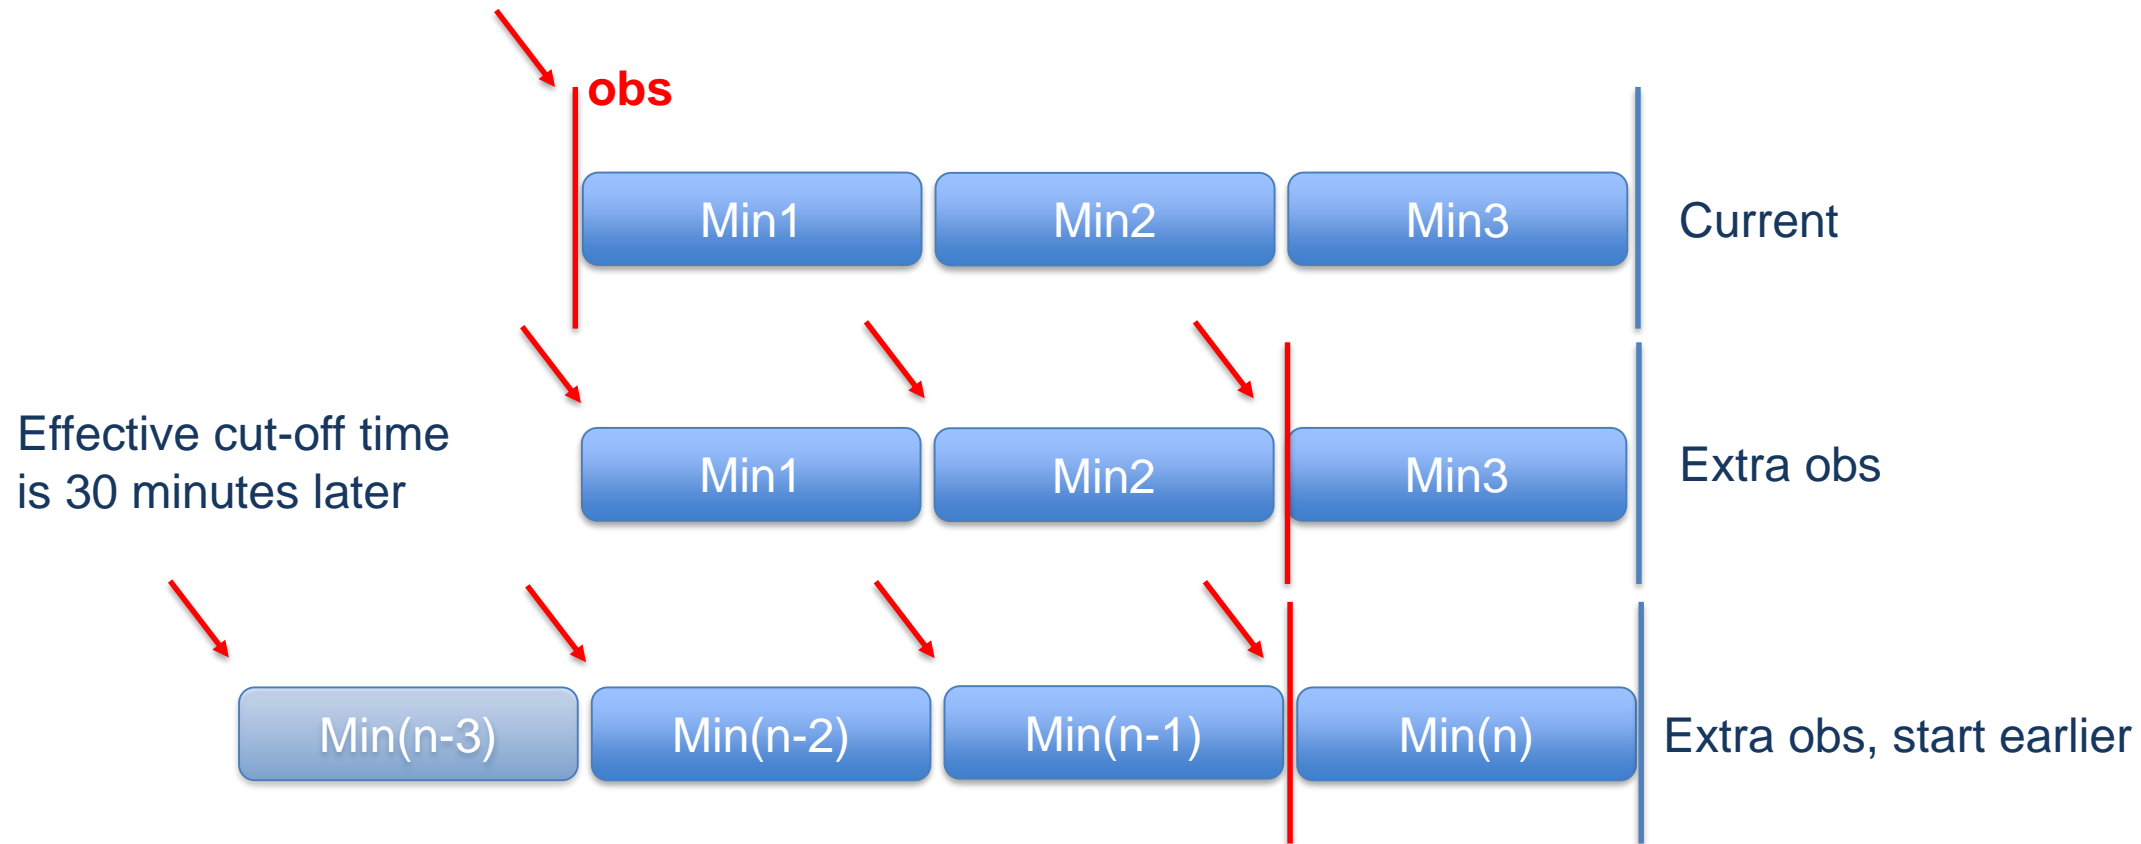 obs
Min1
Min2
Min3
Current
Effective cut-off time
is 30 minutes later
Min1
Min2
Min3
Extra obs
Min(n-3)
Min(n-2)
Min(n-1)
Min(n)
Extra obs, start earlier